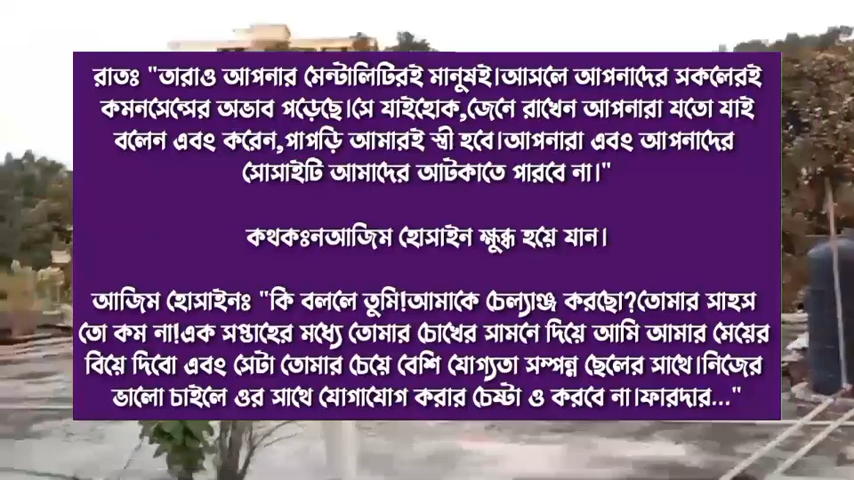 রাতঃ "তারাও আপনার মেন্টালিটিরই মানুষই।আসলে আপনাদের সকলেরই
কমনসেন্সের অভাব পড়েছে।সে যাইহোক,জেনে রাখেন আপনারা যতো যাই
বলেন এবং করেন,পাপড়ি আমারই স্ত্রী হবে।আপনারা এবং আপনাদের
সোসাইটি আমাদের আটকাতে পারবে না।"
কথকঃনআজিম হোসাইন ক্ষুব্ধ হয়ে যান।
আজিম হোসাইনঃ "কি বললে তুমি!আমাকে চেল্যাঞ্জ করছো?তোমার সাহস
তো কম না!এক সপ্তাহের মধ্যে তোমার চোখের সামনে দিয়ে আমি আমার মেয়ের
বিয়ে দিবো এবং সেটা তোমার চেয়ে বেশি যোগ্যতা সম্পন্ন ছেলের সাথে।নিজের
ভালো চাইলে ওর সাথে যোগাযোগ করার চেষ্টা ও করবে না।ফারদার..."